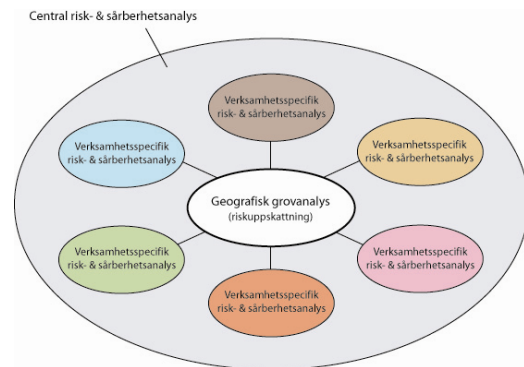 Central risk- & sårberhetsanalys
Verksamhetsspecifik
risk- & sårberhetsanalys
Verksamhetsspecifik
risk- & sårberhetsanalys
Verksamhetsspecifik
risk- & sårberhetsanalys
Geografisk grovanalys
(riskuppskattning)
Verksamhetsspecifik
risk- & sårberhetsanalys
Verksamhetsspecifik
risk- & sårberhetsanalys
Verksamhetsspecifik
risk- & sårberhetsanalys